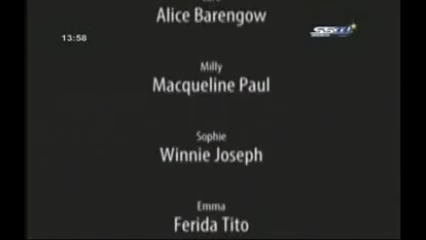 Alice Barengow
13:58
Milly
Macqueline Paul
Sophie
Winnie Joseph
Emma
Ferida Tito